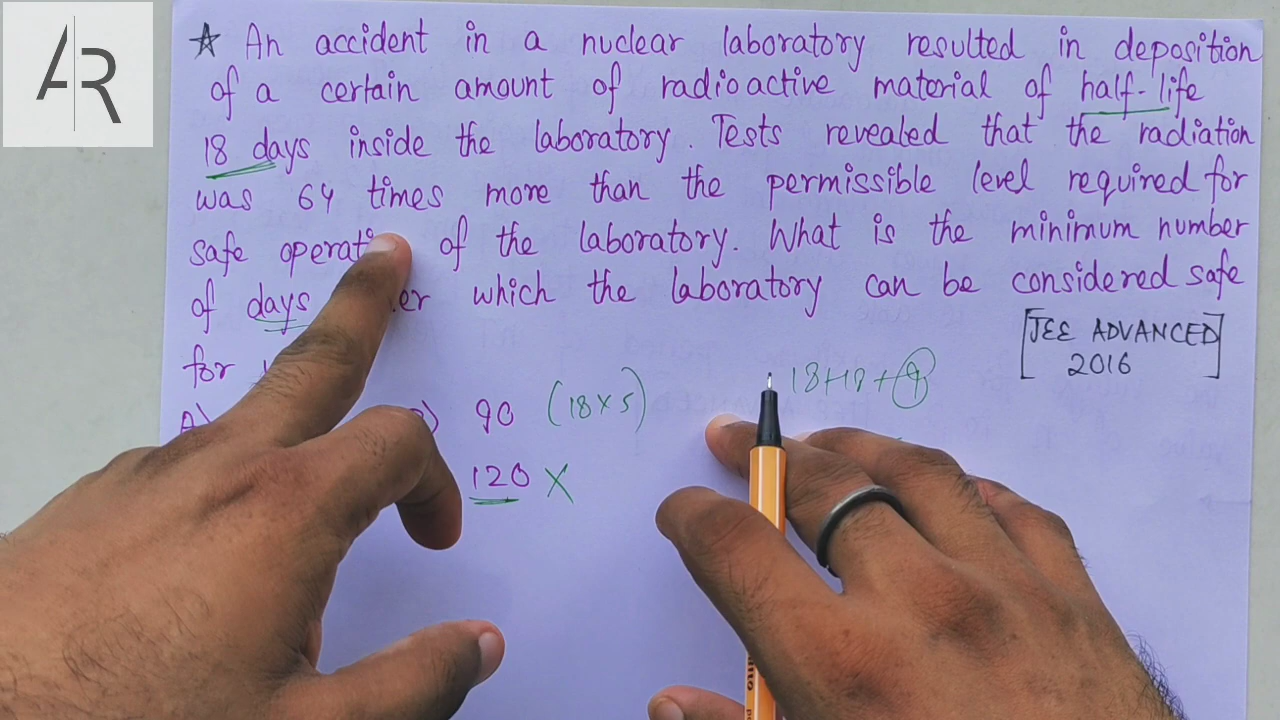 AR
☆ An accident in a nuclear laboratory resulted in deposition
of a certain amount of radioactive material of half-life
18 days inside the laboratory. Tests revealed that the radiation
was 64 times more than the permissible level required for
safe of the laboratory. What is the minimum number
of days which the laboratory can be considered safe
for
[JEE ADVANCED
2016]
A) 90 (18×5) 18+18+9
120 X